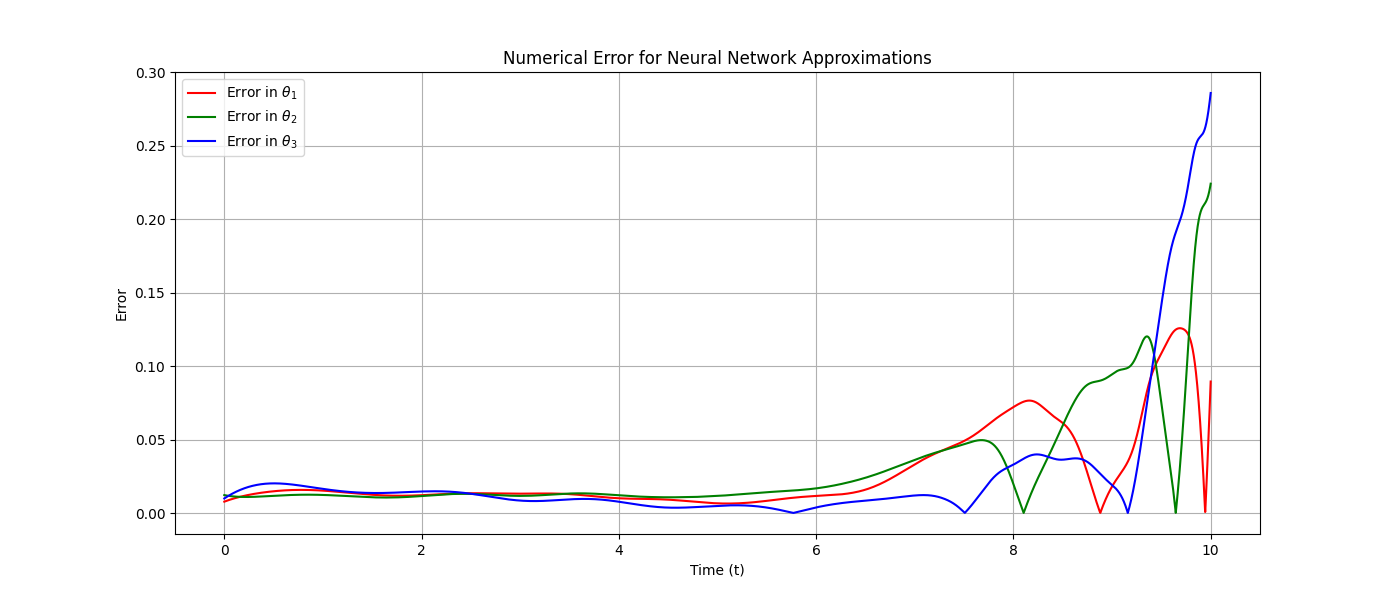 Numerical Error for Neural Network Approximations
Error in θ₁
Error in θ₂
Error in θ₃
Error
0.30
0.25
0.20
0.15
0.10
0.05
0.00
0 2 4 6 8 10
Time (t)